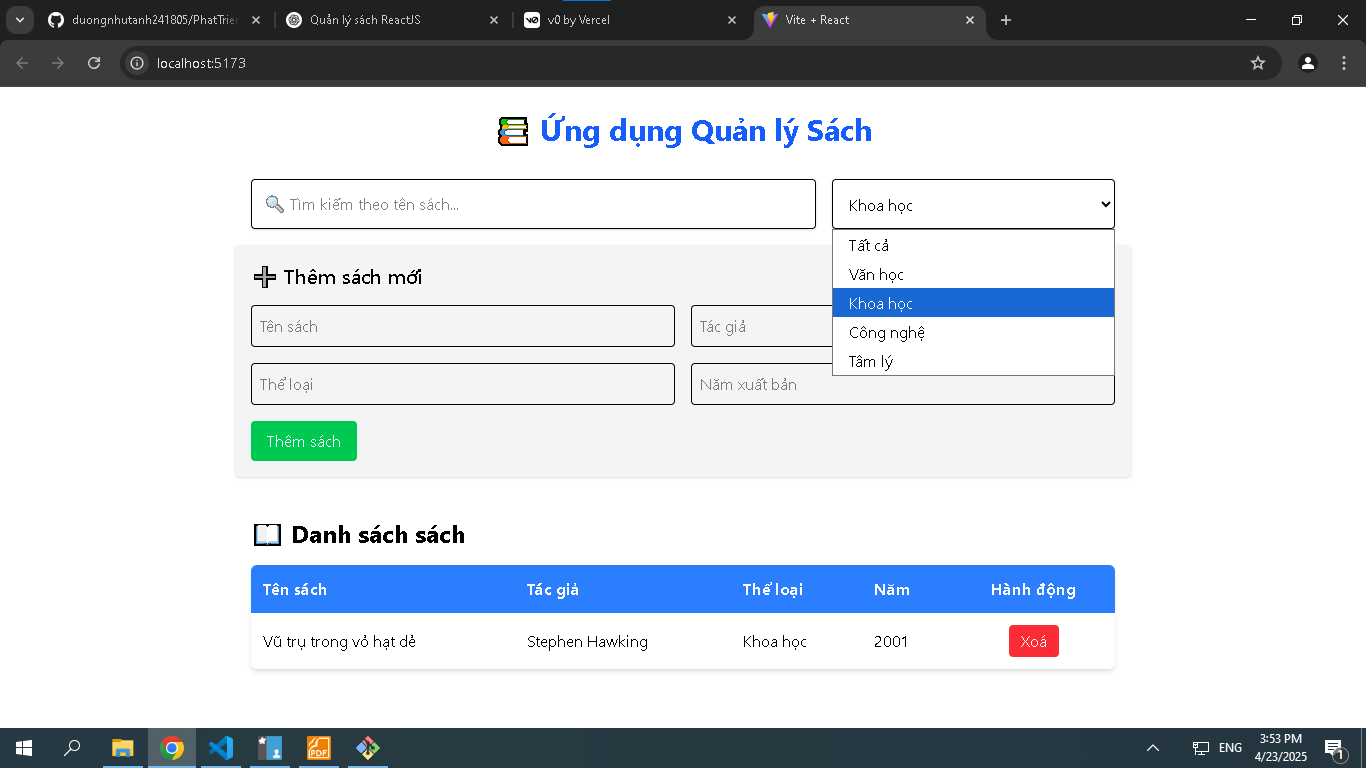 duongnhutanh241805/PhatTrien
Quản lý sách ReactJS
v0 by Vercel
Vite + React
localhost:5173
Ứng dụng Quản lý Sách
Tìm kiếm theo tên sách...
Khoa học
Tất cả
Văn học
Khoa học
Công nghệ
Tâm lý
Thêm sách mới
Tên sách
Tác giả
Thể loại
Năm xuất bản
Thêm sách
Danh sách sách
Tên sách Tác giả Thể loại Năm Hành động
Vũ trụ trong vỏ hạt dẻ Stephen Hawking Khoa học 2001 Xoá
PDF
ENG
3:53 PM
4/23/2025
1